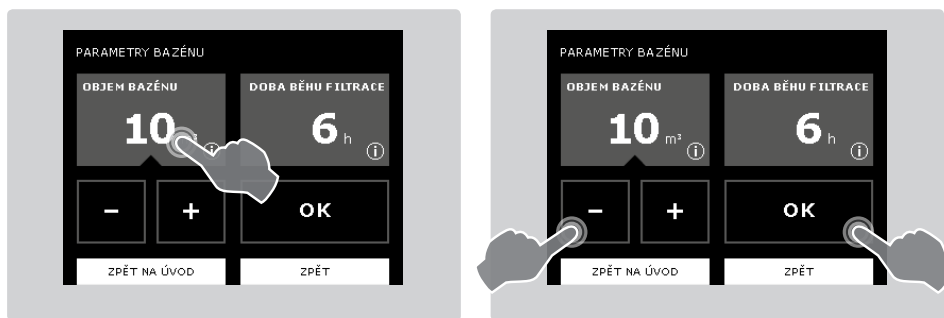 PARAMETRY BAZÉNU
OBJEM BAZÉNU
10
DOBA BĚHU FILTRACE
6 h
i
- +
OK
ZPĚT NA ÚVOD
ZPĚT
PARAMETRY BAZÉNU
OBJEM BAZÉNU
10 m³
i
DOBA BĚHU FILTRACE
6 h
i
- +
OK
ZPĚT NA ÚVOD
ZPĚT